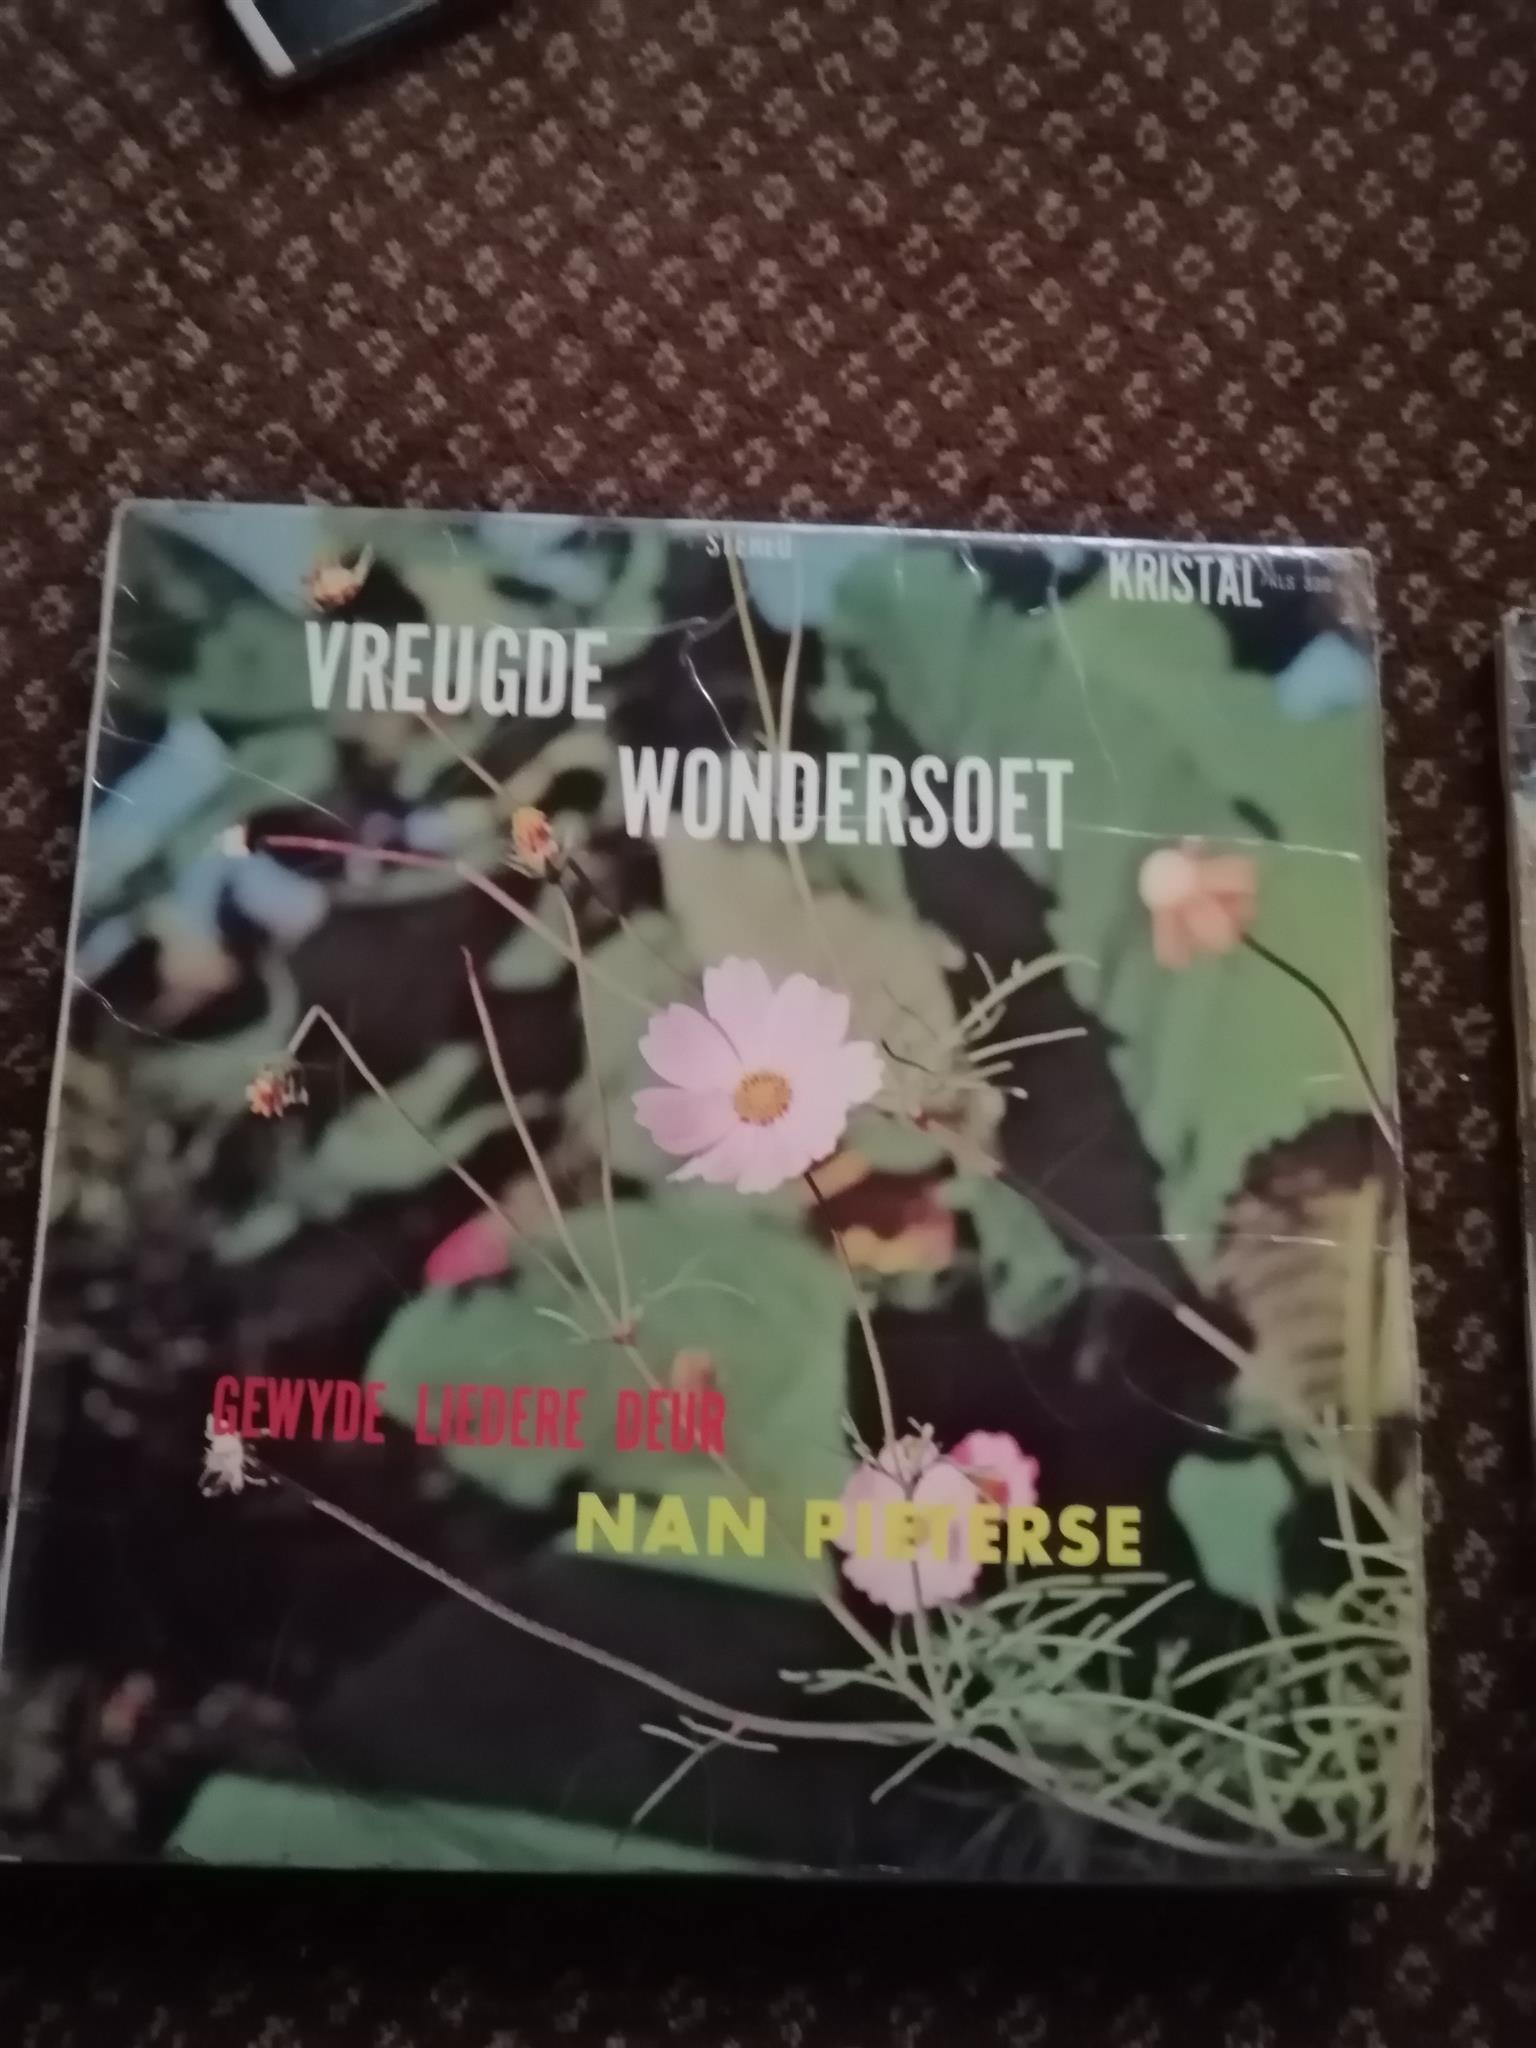 STEREO
KRISTAL
VREUGDE
WONDERSOET
GEWYDE LIEDERE DEUR
NAN PIETERSE